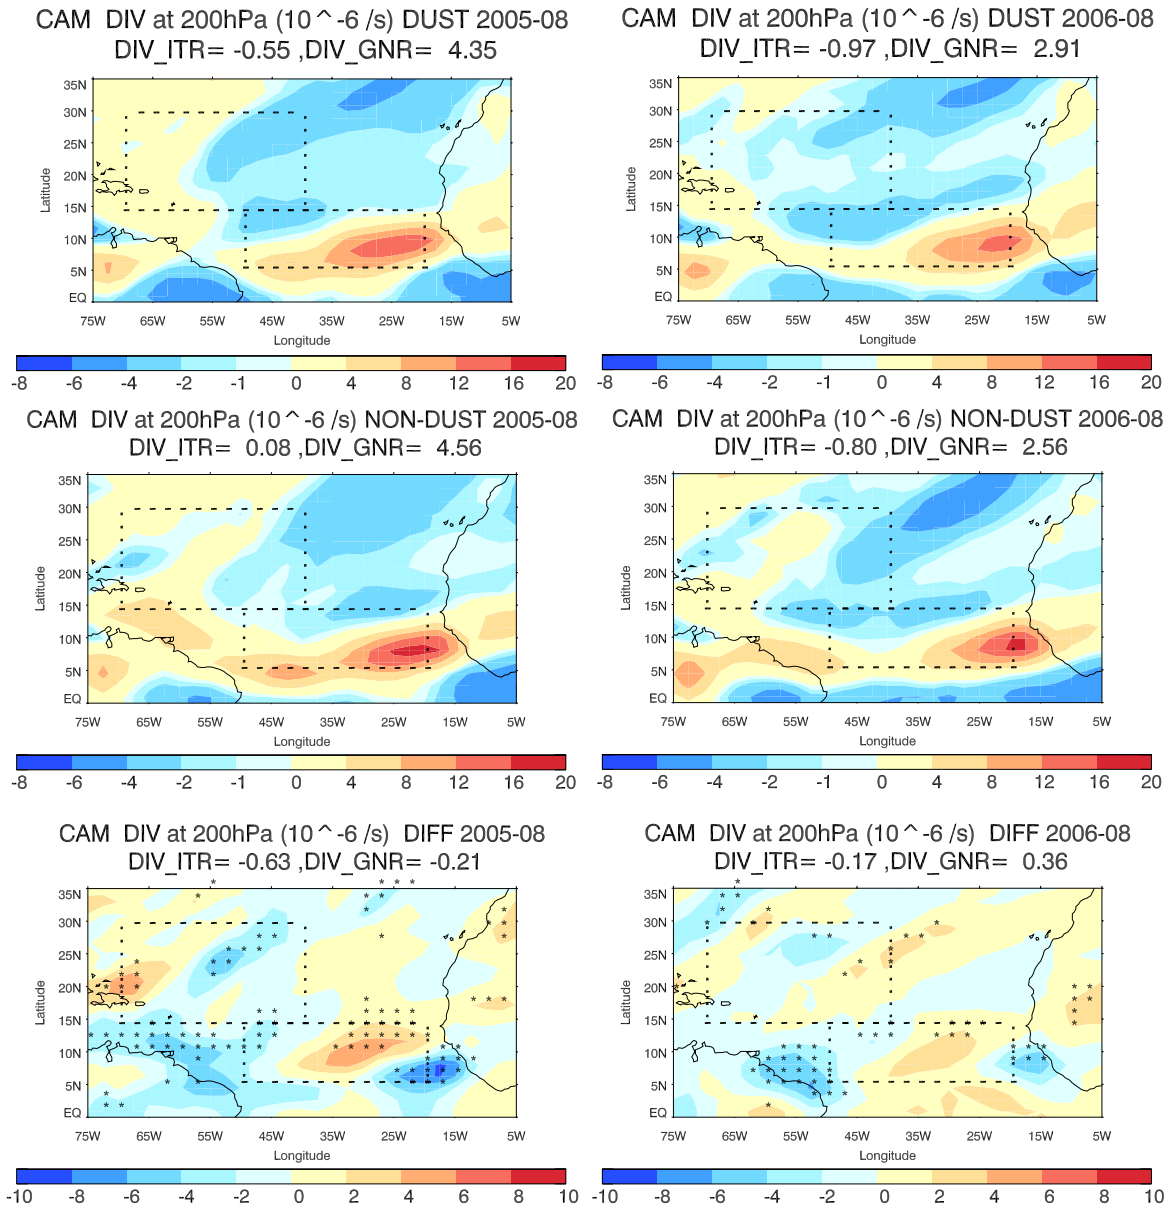 CAM DIV at 200hPa (10^-6/s) DUST 2005-08
DIV_ITR= -0.55 ,DIV_GNR= 4.35
35N
30N
25N
20N
15N
10N
5N
EQ
Latitude
75W 65W 55W 45W 35W 25W 15W 5W
Longitude
-8 -6 -4 -2 -1 0 4 8 12 16 20
CAM DIV at 200hPa (10^-6/s) DUST 2006-08
DIV_ITR= -0.97 ,DIV_GNR= 2.91
35N
30N
25N
20N
15N
10N
5N
EQ
Latitude
75W 65W 55W 45W 35W 25W 15W 5W
Longitude
-8 -6 -4 -2 -1 0 4 8 12 16 20
CAM DIV at 200hPa (10^-6/s) NON-DUST 2005-08
DIV_ITR= 0.08 ,DIV_GNR= 4.56
35N
30N
25N
20N
15N
10N
5N
EQ
Latitude
75W 65W 55W 45W 35W 25W 15W 5W
Longitude
-8 -6 -4 -2 -1 0 4 8 12 16 20
CAM DIV at 200hPa (10^-6/s) NON-DUST 2006-08
DIV_ITR= -0.80 ,DIV_GNR= 2.56
35N
30N
25N
20N
15N
10N
5N
EQ
Latitude
75W 65W 55W 45W 35W 25W 15W 5W
Longitude
-8 -6 -4 -2 -1 0 4 8 12 16 20
CAM DIV at 200hPa (10^-6/s) DIFF 2005-08
DIV_ITR= -0.63 ,DIV_GNR= -0.21
35N
30N
25N
20N
15N
10N
5N
EQ
Latitude
75W 65W 55W 45W 35W 25W 15W 5W
Longitude
-10 -8 -6 -4 -2 0 2 4 6 8 10
CAM DIV at 200hPa (10^-6/s) DIFF 2006-08
DIV_ITR= -0.17 ,DIV_GNR= 0.36
35N
30N
25N
20N
15N
10N
5N
EQ
Latitude
75W 65W 55W 45W 35W 25W 15W 5W
Longitude
-10 -8 -6 -4 -2 0 2 4 6 8 10